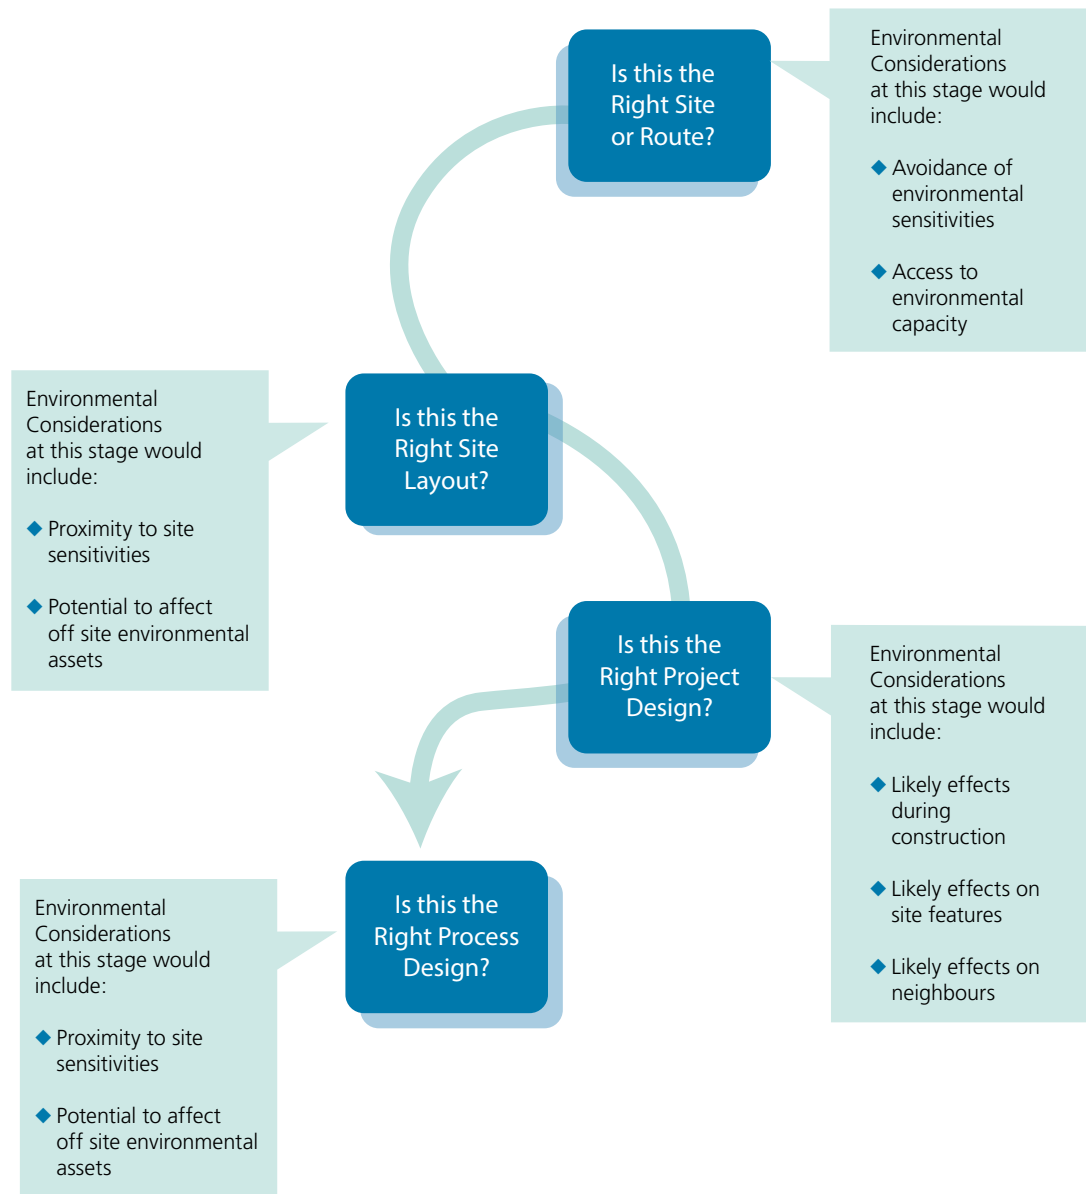 Is this the
Right Site
or Route?
Environmental
Considerations
at this stage would
include:
◆ Avoidance of
environmental
sensitivities
◆ Access to
environmental
capacity
Is this the
Right Site
Layout?
Environmental
Considerations
at this stage would
include:
◆ Proximity to site
sensitivities
◆ Potential to affect
off site environmental
assets
Is this the
Right Project
Design?
Environmental
Considerations
at this stage would
include:
◆ Likely effects
during
construction
◆ Likely effects on
site features
◆ Likely effects on
neighbours
Is this the
Right Process
Design?
Environmental
Considerations
at this stage would
include:
◆ Proximity to site
sensitivities
◆ Potential to affect
off site environmental
assets